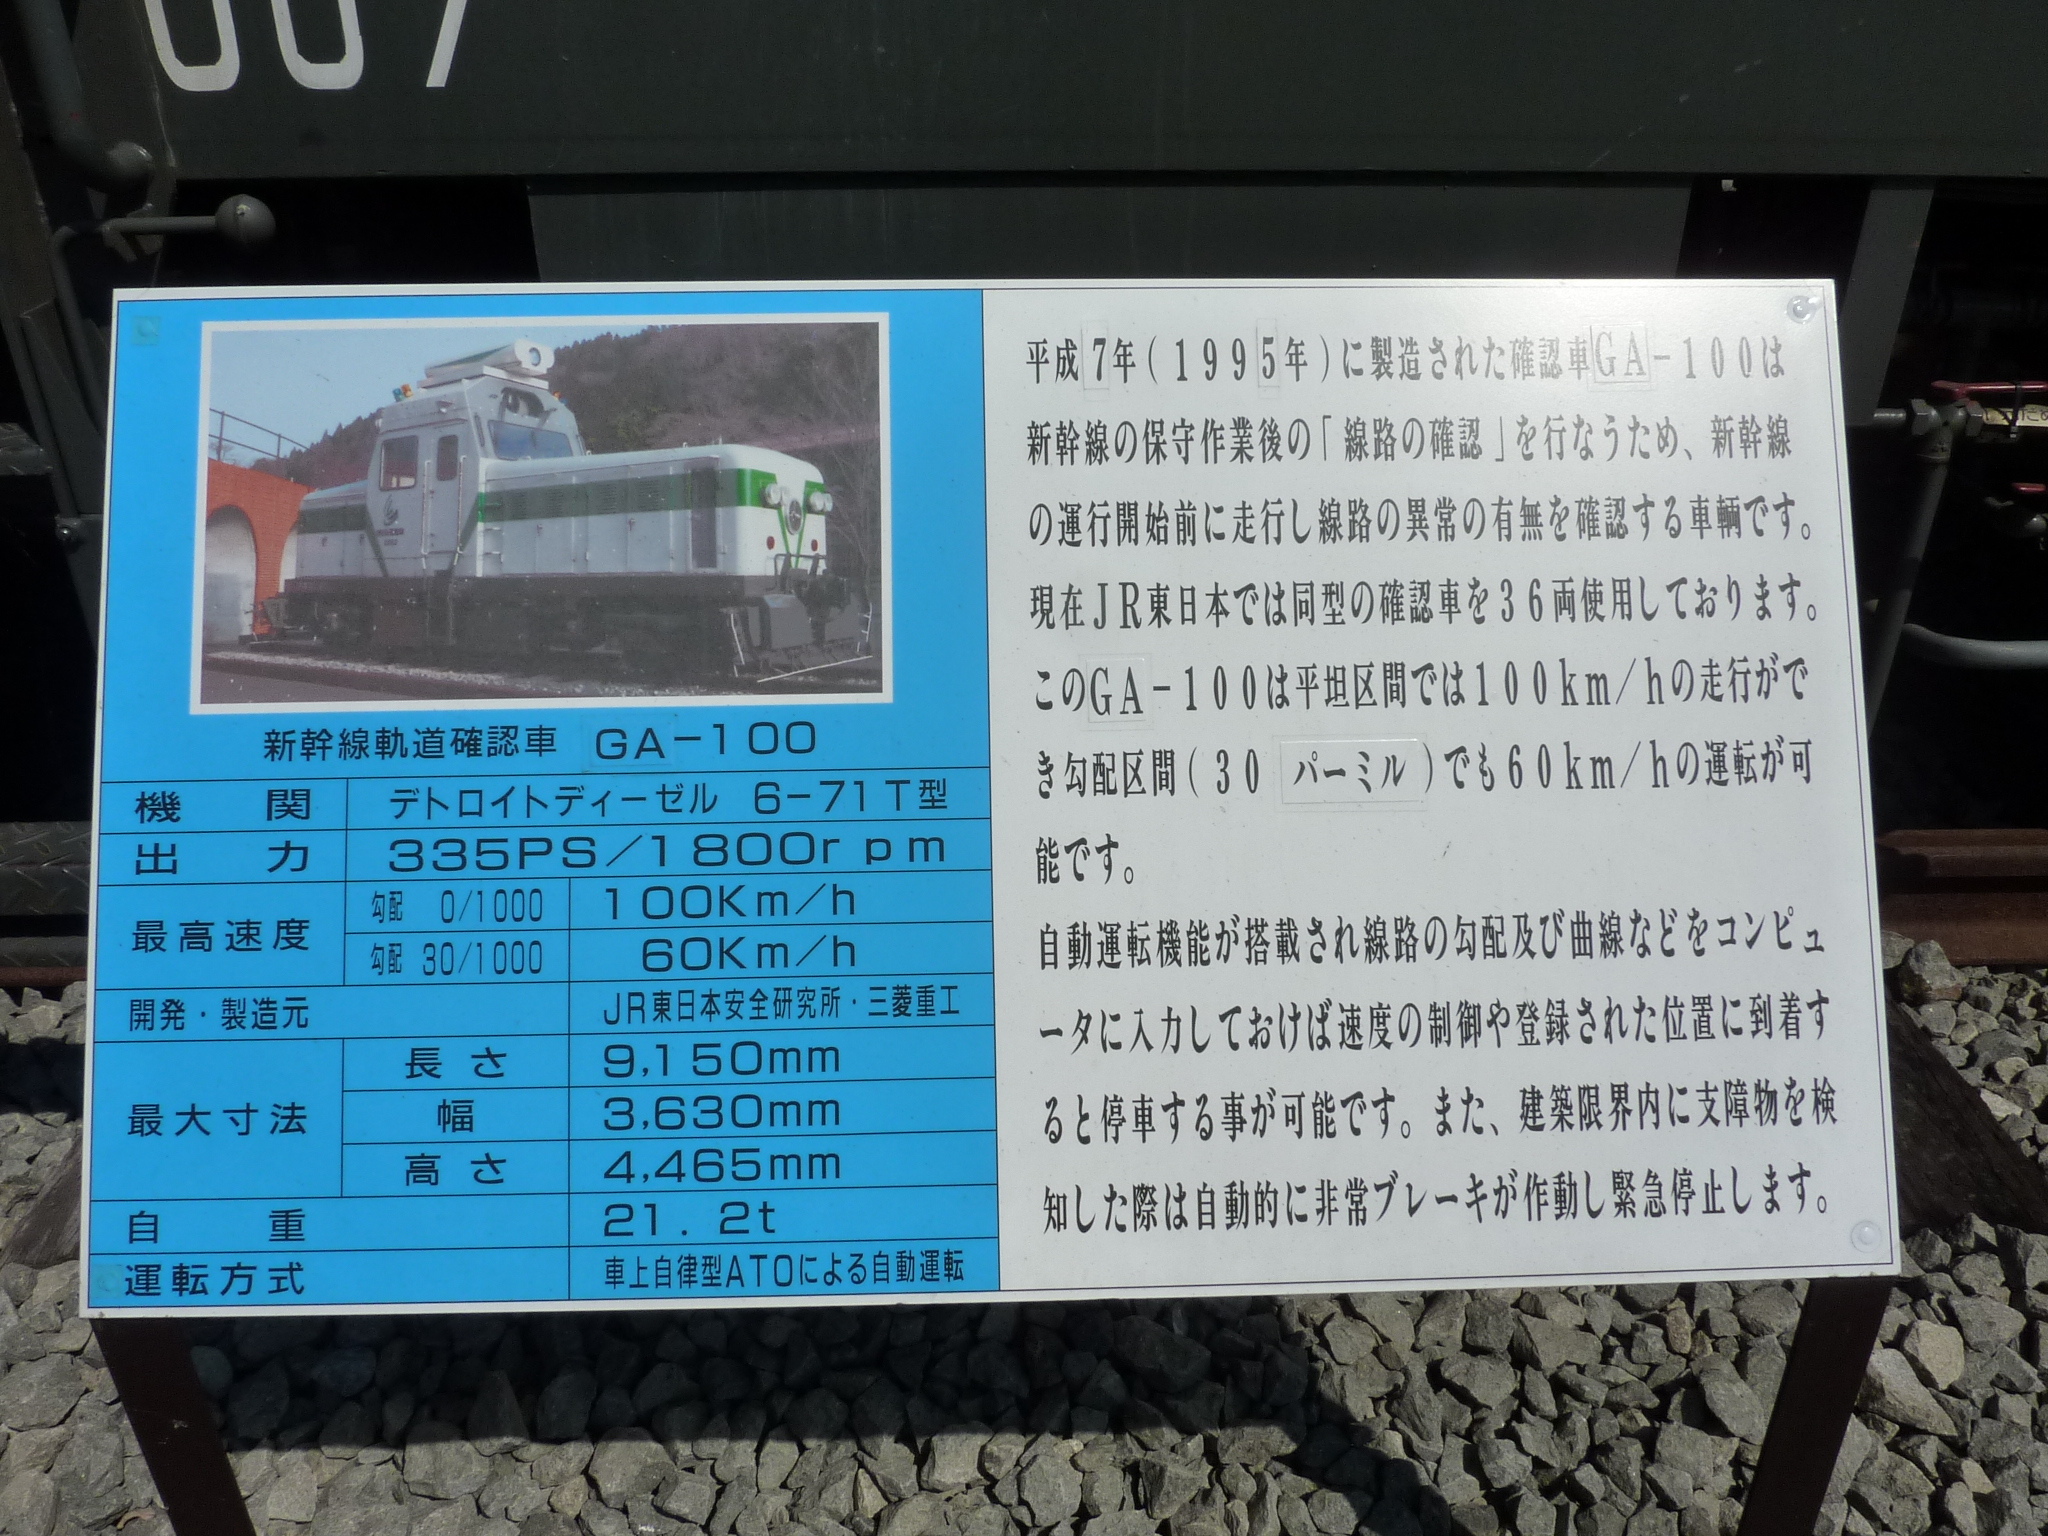 007
新幹線軌道確認車 GA-100
機関 デトロイトディーゼル 6-71T型
出力 335PS/1800rpm
最高速度 勾配 0/1000 100Km/h
勾配 30/1000 60Km/h
開発・製造元 JR東日本安全研究所・三菱重工
最大寸法 長さ 9,150mm
幅 3,630mm
高さ 4,465mm
自重 21.2t
運転方式 車上自律型ATOによる自動運転
平成7年(1995年)に製造された確認車GA-100は
新幹線の保守作業後の「線路の確認」を行なうため、新幹線
の運行開始前に走行し線路の異常の有無を確認する車輌です。
現在JR東日本では同型の確認車を36両使用しております。
このGA-100は平坦区間では100km/hの走行がで
き勾配区間(30 パーミル)でも60km/hの運転が可
能です。
自動運転機能が搭載され線路の勾配及び曲線などをコンピュ
ータに入力しておけば速度の制御や登録された位置に到着す
ると停車する事が可能です。また、建築限界内に支障物を検
知した際は自動的に非常ブレーキが作動し緊急停止します。